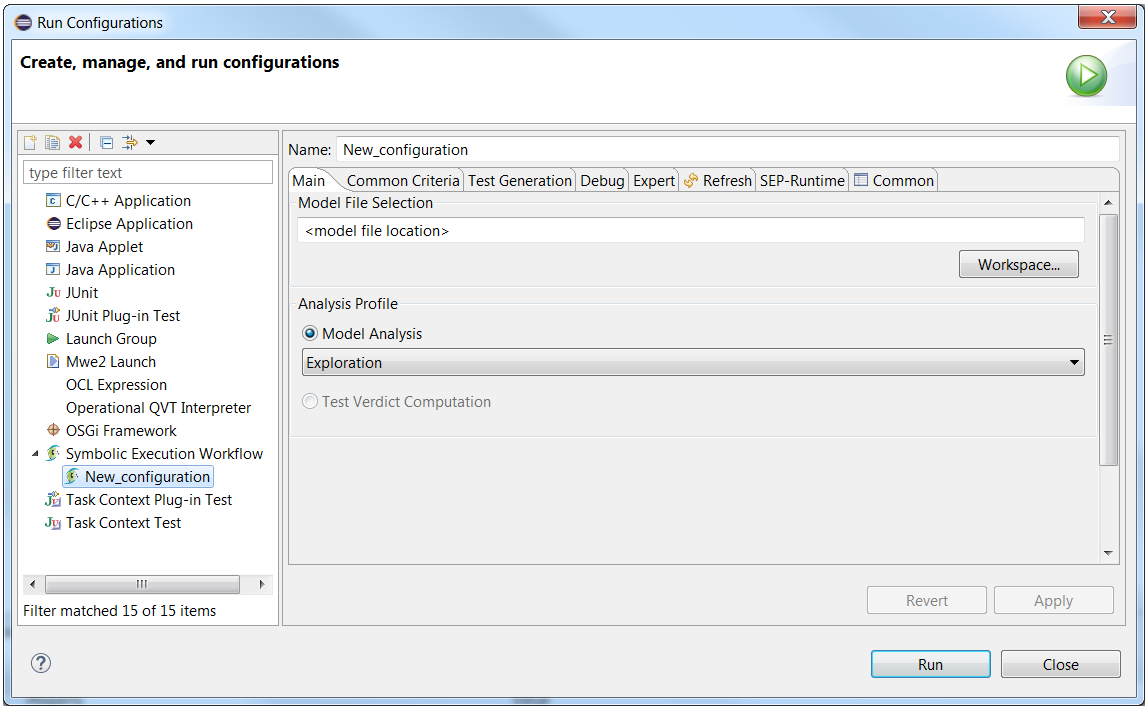 Run Configurations
Create, manage, and run configurations
type filter text
C/C++ Application
Eclipse Application
Java Applet
Java Application
JUnit
JUnit Plug-in Test
Launch Group
Mwe2 Launch
OCL Expression
Operational QVT Interpreter
OSGi Framework
Symbolic Execution Workflow
New_configuration
Task Context Plug-in Test
Task Context Test
Filter matched 15 of 15 items
Name: New_configuration
Main Common Criteria Test Generation Debug Expert Refresh SEP-Runtime Common
Model File Selection
<model file location>
Workspace...
Analysis Profile
Model Analysis
Exploration
Test Verdict Computation
Revert Apply
Run Close